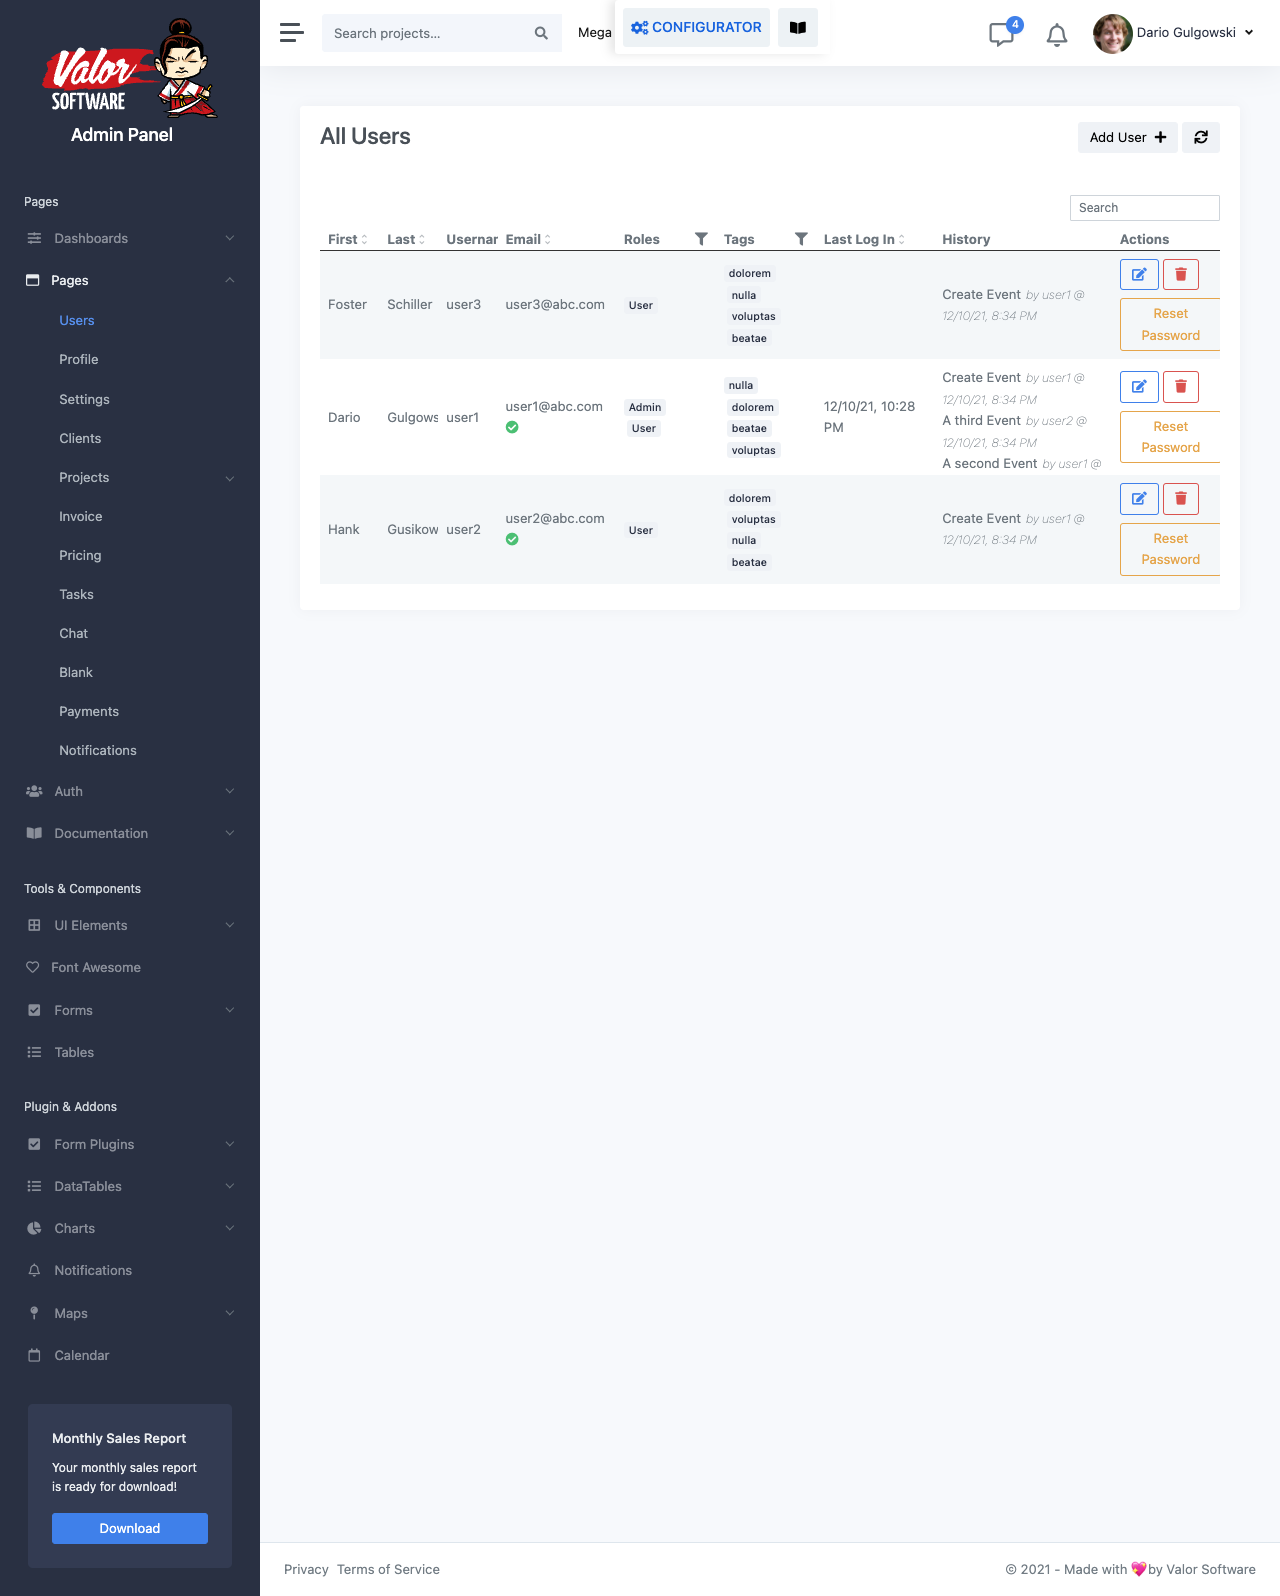 Valor
SOFTWARE
Admin Panel
Pages
Dashboards
Pages
Users
Profile
Settings
Clients
Projects
Invoice
Pricing
Tasks
Chat
Blank
Payments
Notifications
Auth
Documentation
Tools & Components
UI Elements
Font Awesome
Forms
Tables
Plugin & Addons
Form Plugins
DataTables
Charts
Notifications
Maps
Calendar
Monthly Sales Report
Your monthly sales report
is ready for download!
Download
Search projects... Mega CONFIGURATOR 4 Dario Gulgowski
All Users Add User
Search
First Last Usernar Email Roles Tags Last Log In History Actions
Foster Schiller user3 user3@abc.com User
dolorem
nulla
voluptas
beatae
Create Event by user1 @
12/10/21, 8:34 PM
Reset
Password
Dario Gulgows user1 user1@abc.com
Admin
User
nulla
dolorem
beatae
voluptas
12/10/21, 10:28
PM
Create Event by user1 @
12/10/21, 8:34 PM
A third Event by user2 @
12/10/21, 8:34 PM
A second Event by user1 @
Reset
Password
Hank Gusikow user2 user2@abc.com User
dolorem
voluptas
nulla
beatae
Create Event by user1 @
12/10/21, 8:34 PM
Reset
Password
Privacy Terms of Service
© 2021 - Made with 💖by Valor Software